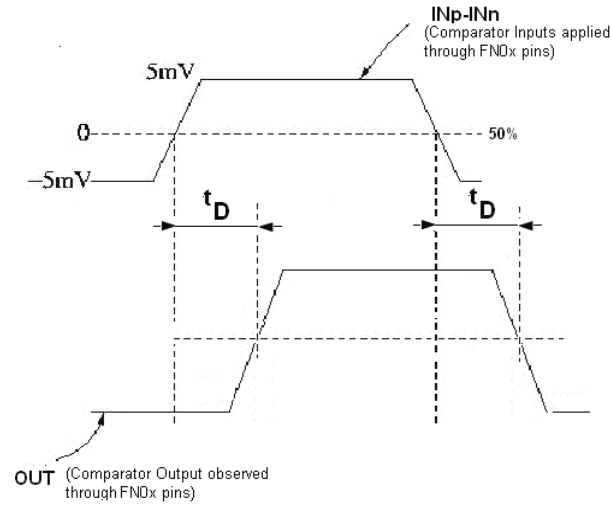 INp-INn
(Comparator Inputs applied
through FN0x pins)
5mV
0
50%
–5mV
tD
tD
OUT (Comparator Output observed
through FN0x pins)